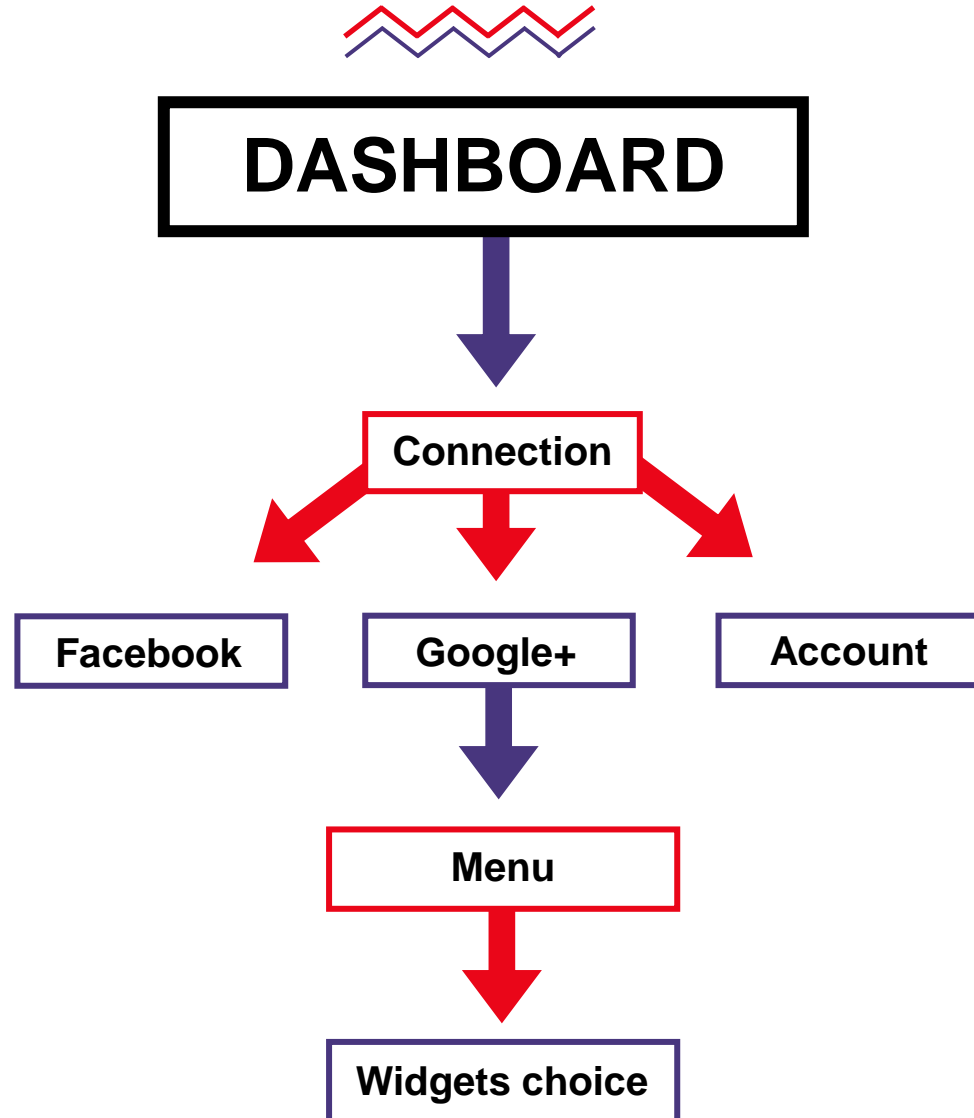 DASHBOARD
Connection
Facebook
Google+
Account
Menu
Widgets choice